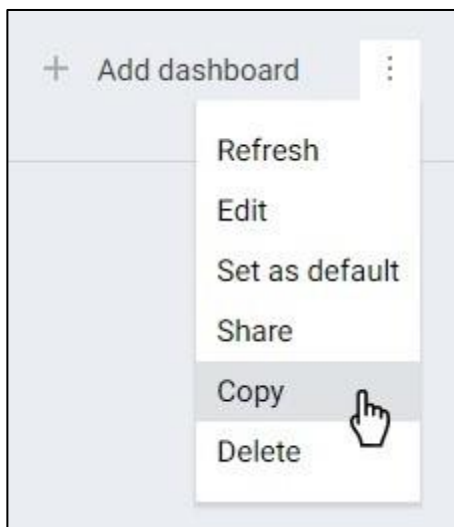 + Add dashboard
Refresh
Edit
Set as default
Share
Copy
Delete